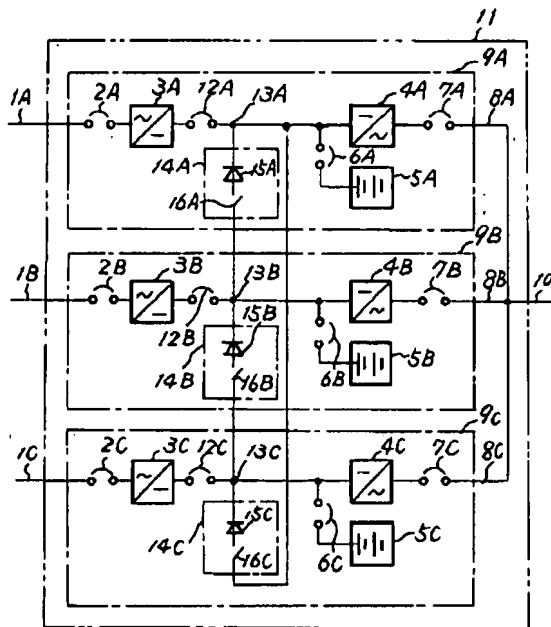 11
9A
1A 2A 3A 12A 13A 4A 7A 8A
14A 15A 6A 5A
16A
9B
1B 2B 3B 13B 4B 7B 8B 10
12B 15B
14B 16B 6B 5B
9C
1C 2C 3C 12C 13C 4C 7C 8C
15C
14C 16C 6C 5C